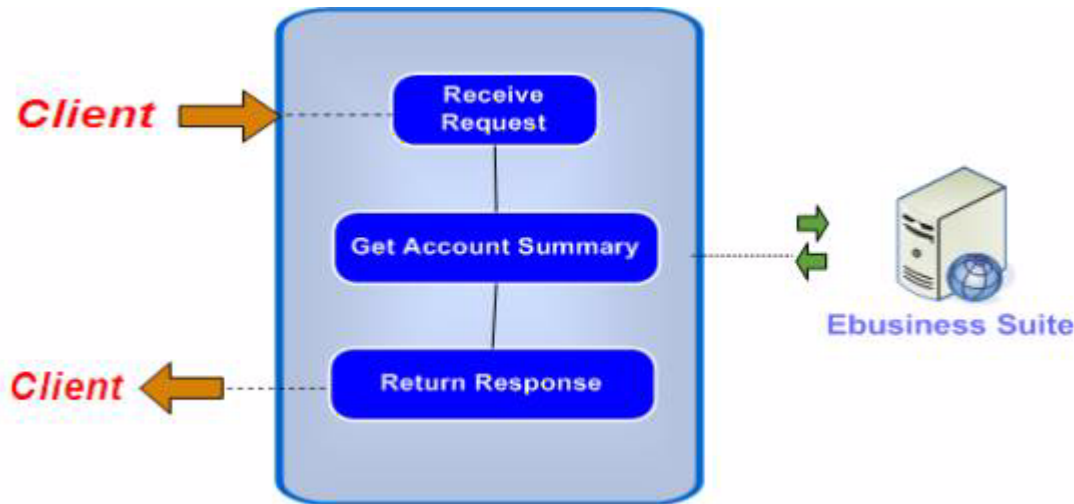 Client
Receive
Request
Get Account Summary
Ebusiness Suite
Client
Return Response